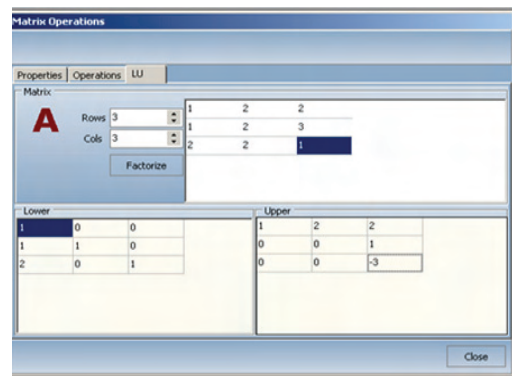 Matrix Operations
Properties Operations LU
Matrix
A
Rows 3
Cols 3
Factorize
1 2 2
1 2 3
2 2 1
Lower
1 0 0
1 1 0
2 0 1
Upper
1 2 2
0 0 1
0 0 -3
Close